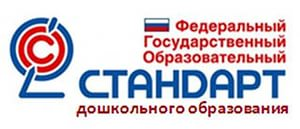 Федеральный
Государственный
Образовательный
СТАНДАРТ
дошкольного образования